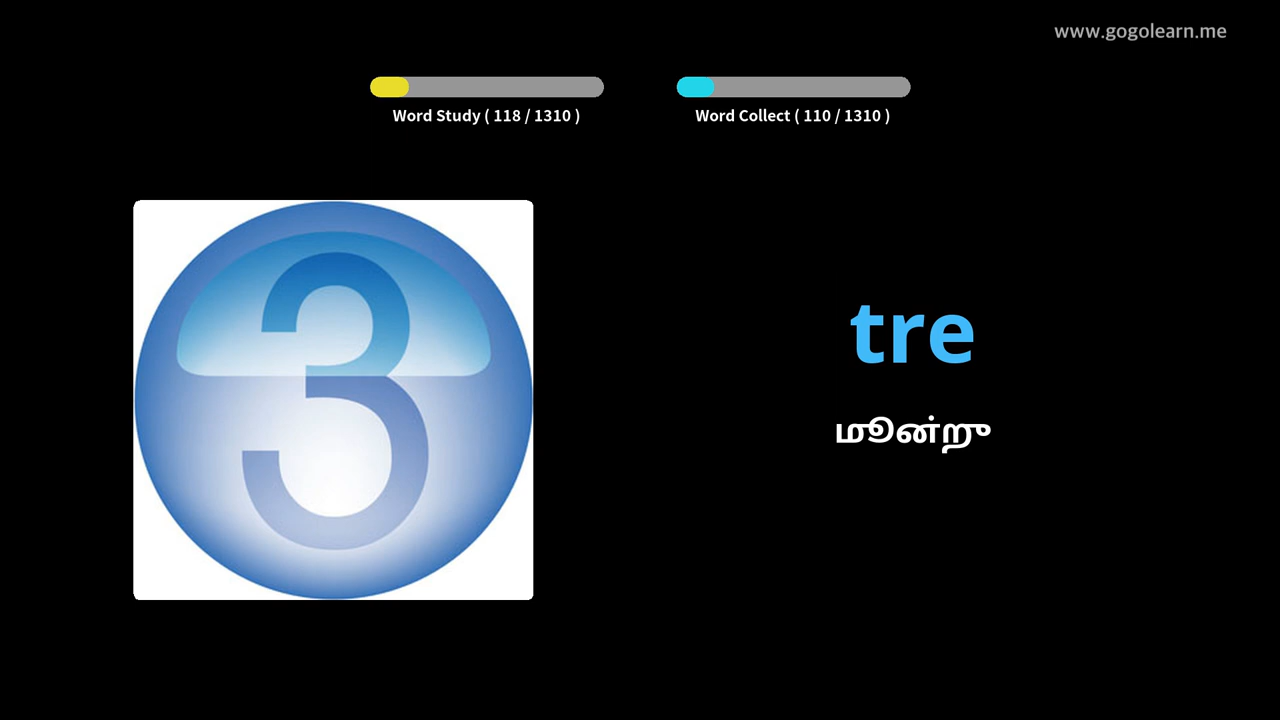 www.gogolearn.me
Word Study ( 118 / 1310 )
Word Collect ( 110 / 1310 )
3
tre
மூன்று